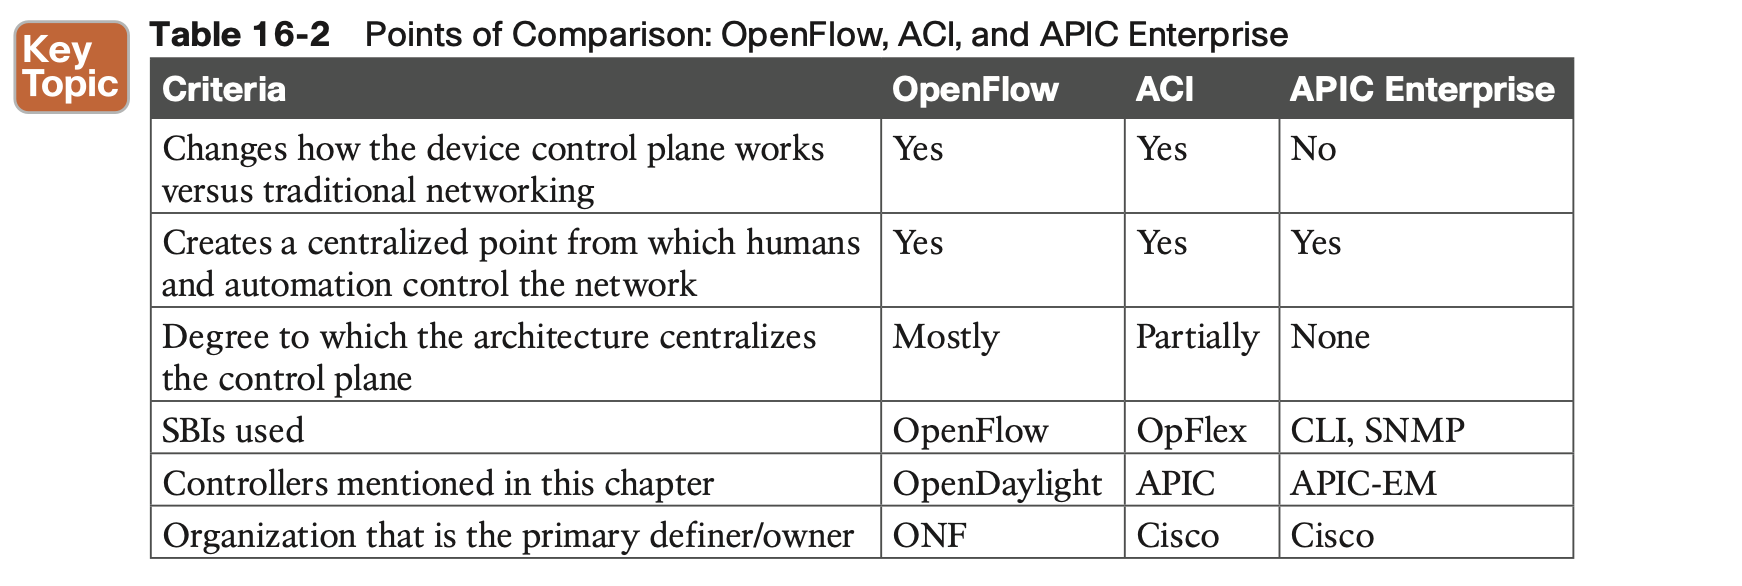 Key
Topic
Table 16-2 Points of Comparison: OpenFlow, ACI, and APIC Enterprise
Criteria OpenFlow ACI APIC Enterprise
Changes how the device control plane works Yes Yes No
versus traditional networking
Creates a centralized point from which humans Yes Yes Yes
and automation control the network
Degree to which the architecture centralizes Mostly Partially None
the control plane
SBIs used OpenFlow OpFlex CLI, SNMP
Controllers mentioned in this chapter OpenDaylight APIC APIC-EM
Organization that is the primary definer/owner ONF Cisco Cisco